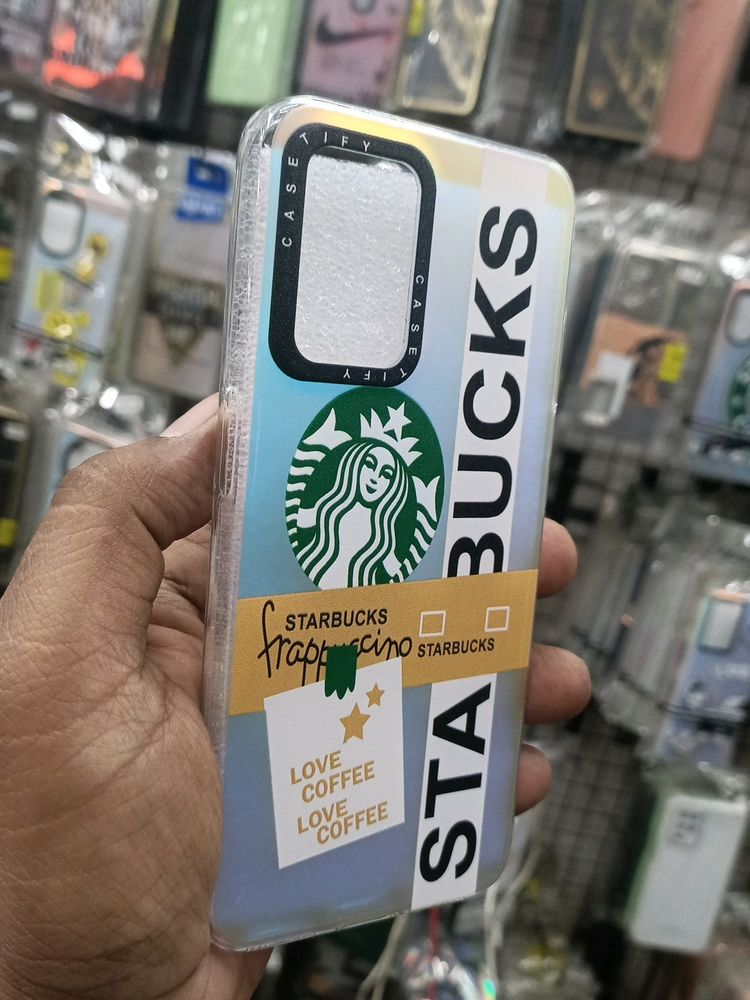 CASETIFY
CASETIFY
STARBUCKS
STARBUCKS
frappuccino
STARBUCKS
LOVE
COFFEE
LOVE
COFFEE